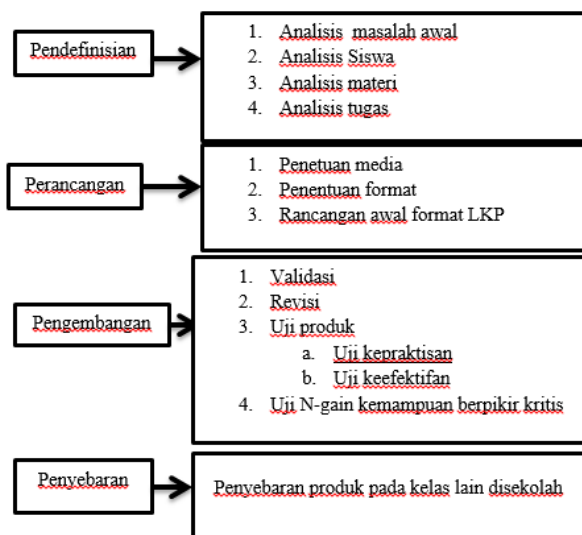 Pendefinisian
1. Analisis masalah awal
2. Analisis Siswa
3. Analisis materi
4. Analisis tugas
Perancangan
1. Penetuan media
2. Penentuan format
3. Rancangan awal format LKP
Pengembangan
1. Validasi
2. Revisi
3. Uji produk
a. Uji kepraktisan
b. Uji keefektifan
4. Uji N-gain kemampuan berpikir kritis
Penyebaran
Penyebaran produk pada kelas lain disekolah